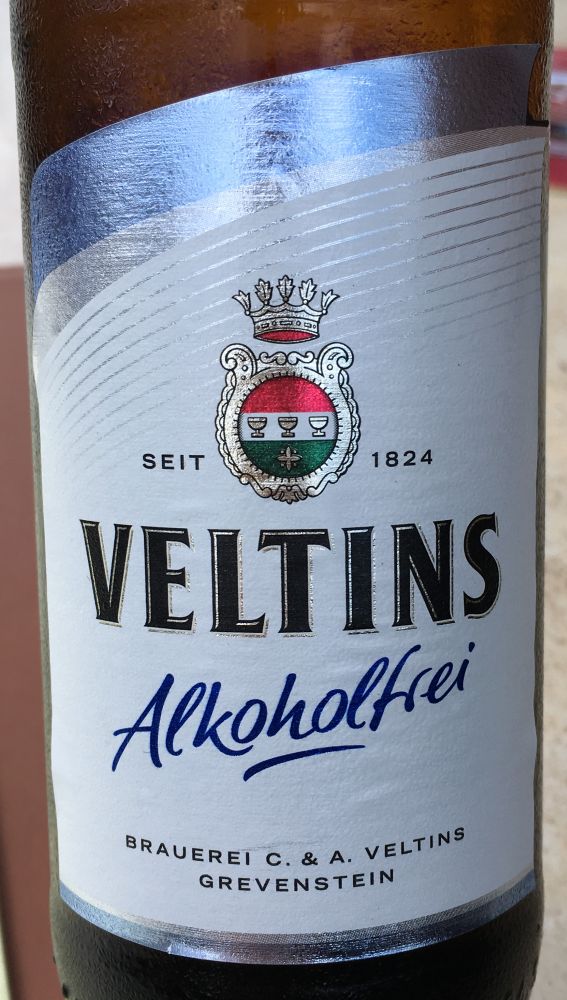 SEIT 1824
VELTINS
Alkoholfrei
BRAUEREI C. & A. VELTINS
GREVENSTEIN